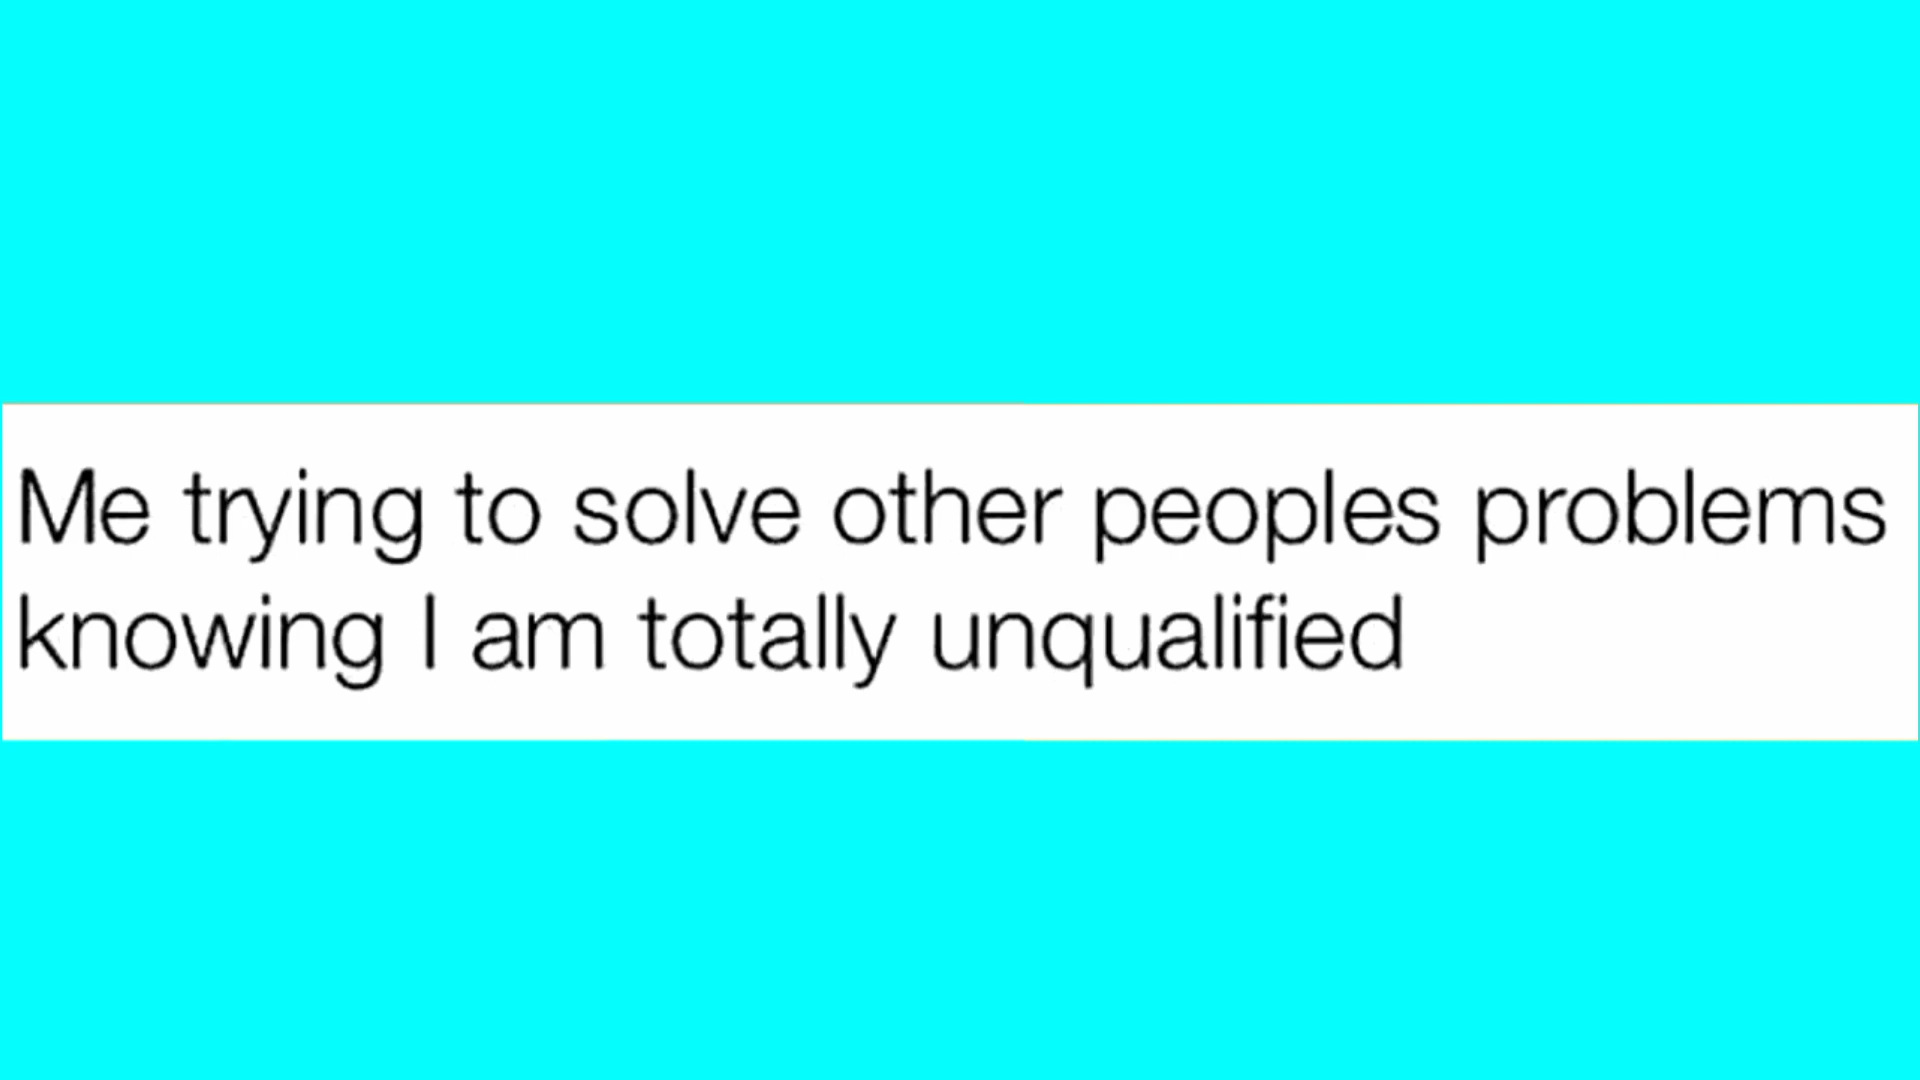 Me trying to solve other peoples problems
knowing I am totally unqualified